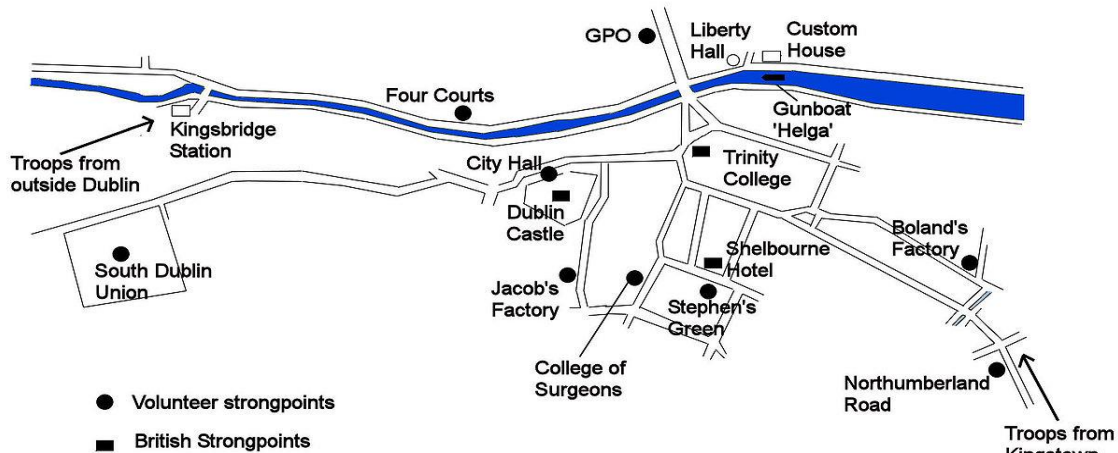 GPO
Liberty
Hall
Custom
House
Gunboat
'Helga'
Four Courts
Kingsbridge
Station
Troops from
outside Dublin
City Hall
Trinity
College
Dublin
Castle
South Dublin
Union
Shelbourne
Hotel
Boland's
Factory
Jacob's
Factory
Stephen's
Green
College of
Surgeons
Northumberland
Road
Troops from
Kingstown
Volunteer strongpoints
British Strongpoints